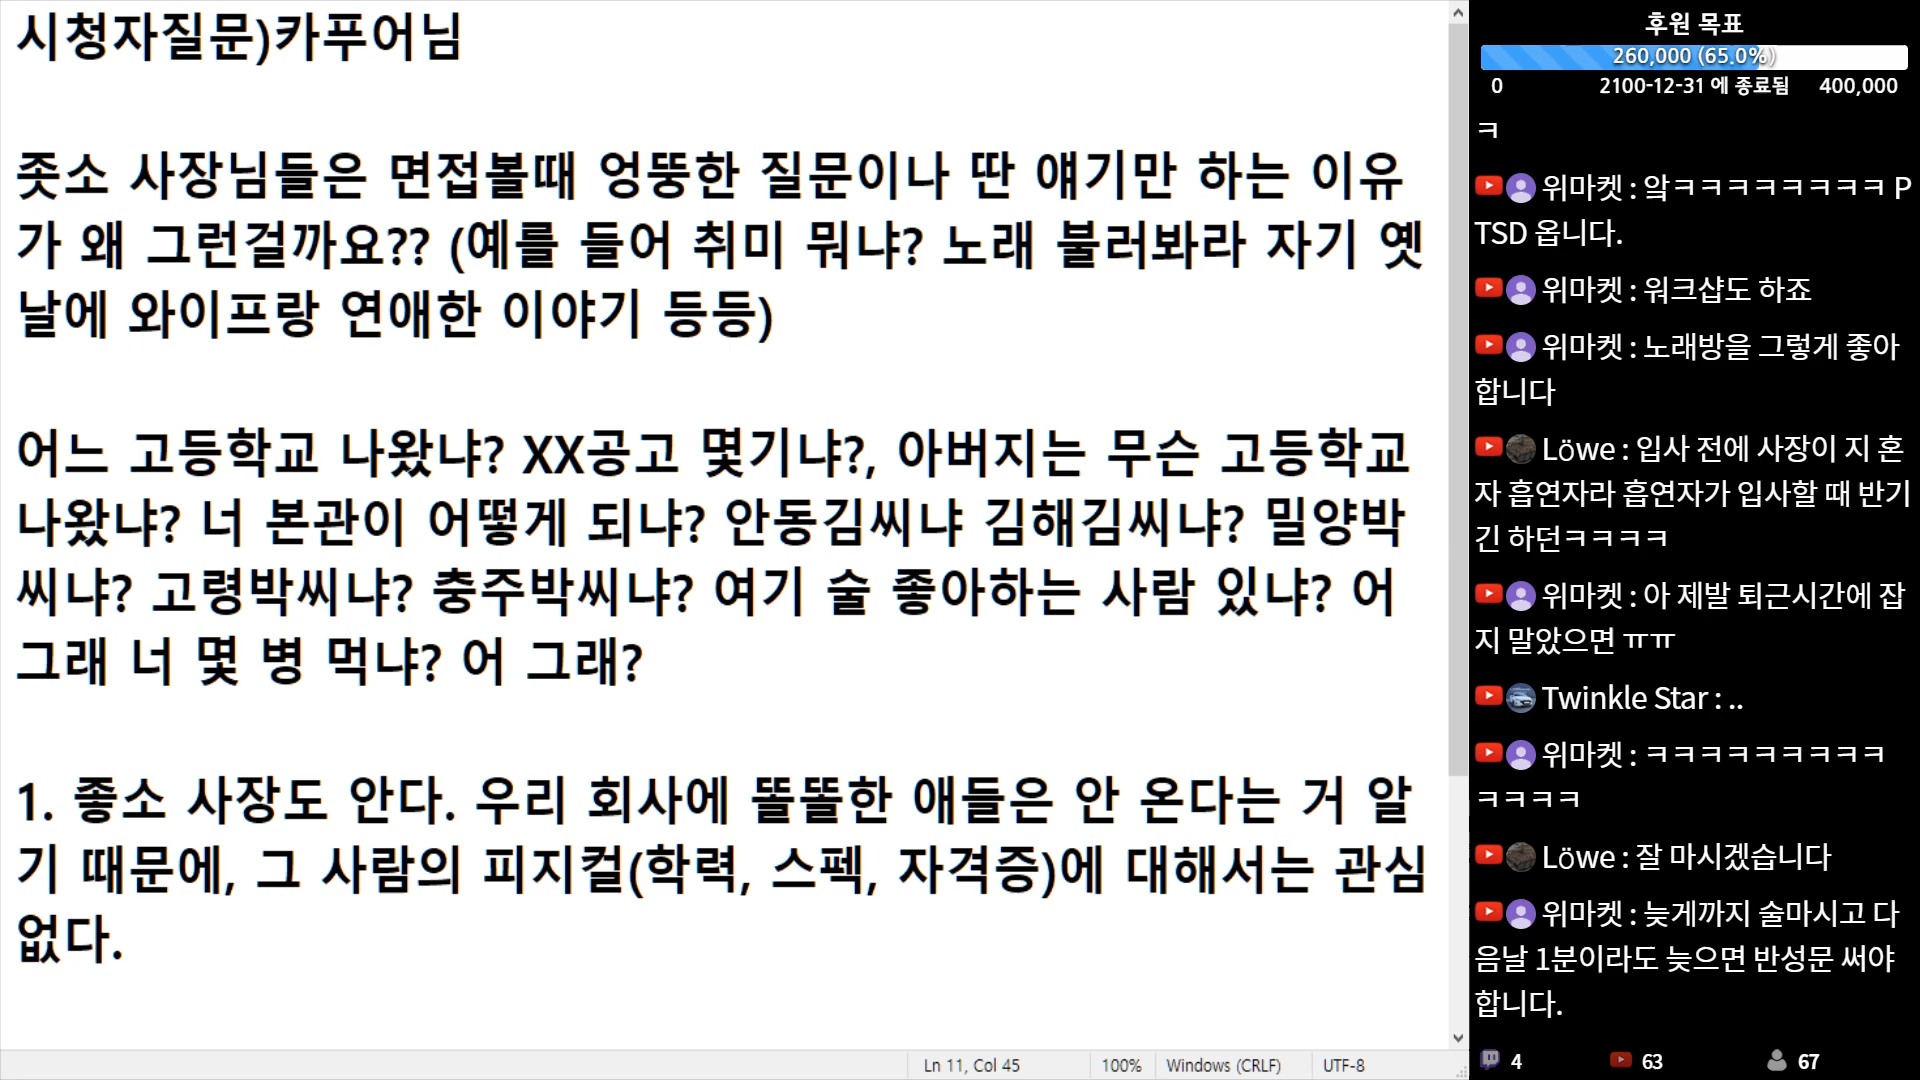 시청자질문)카푸어님
좃소 사장님들은 면접볼때 엉뚱한 질문이나 딴 얘기만 하는 이유
가 왜 그런걸까요?? (예를 들어 취미 뭐냐? 노래 불러봐라 자기 옛
날에 와이프랑 연애한 이야기 등등)
어느 고등학교 나왔냐? XX공고 몇기냐?, 아버지는 무슨 고등학교
나왔냐? 너 본관이 어떻게 되냐? 안동김씨냐 김해김씨냐? 밀양박
씨냐? 고령박씨냐? 충주박씨냐? 여기 술 좋아하는 사람 있냐? 어
그래 너 몇 병 먹냐? 어 그래?
1. 좋소 사장도 안다. 우리 회사에 똘똘한 애들은 안 온다는 거 알
기 때문에, 그 사람의 피지컬(학력, 스펙, 자격증)에 대해서는 관심
없다.
Ln 11, Col 45 100% Windows (CRLF) UTF-8
후원 목표
260,000 (65.0%)
0 2100-12-31 에 종료됨 400,000
ㅋ
위마켓 : 앜ㅋㅋㅋㅋㅋㅋㅋㅋ P
TSD 옵니다.
위마켓 : 워크샵도 하죠
위마켓 : 노래방을 그렇게 좋아
합니다
Löwe : 입사 전에 사장이 지 혼
자 흡연자라 흡연자가 입사할 때 반기
긴 하던ㅋㅋㅋㅋ
위마켓 : 아 제발 퇴근시간에 잡
지 말았으면 ㅠㅠ
Twinkle Star : ..
위마켓 : ㅋㅋㅋㅋㅋㅋㅋㅋㅋ
ㅋㅋㅋㅋ
Löwe : 잘 마시겠습니다
위마켓 : 늦게까지 술마시고 다
음날 1분이라도 늦으면 반성문 써야
합니다.
4 63 67